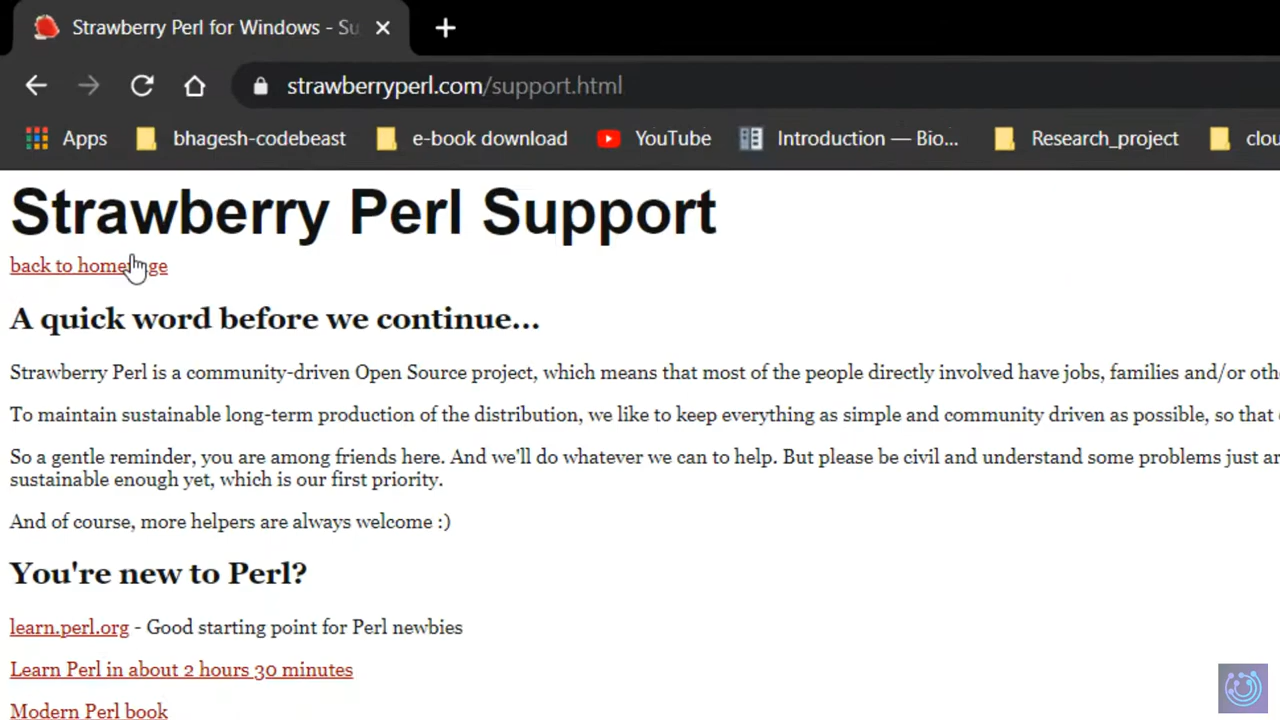 Strawberry Perl for Windows - Su
strawberryperl.com/support.html
Apps bhagesh-codebeast e-book download YouTube Introduction — Bio... Research_project clou
Strawberry Perl Support
back to homepage
A quick word before we continue...
Strawberry Perl is a community-driven Open Source project, which means that most of the people directly involved have jobs, families and/or oth
To maintain sustainable long-term production of the distribution, we like to keep everything as simple and community driven as possible, so that
So a gentle reminder, you are among friends here. And we'll do whatever we can to help. But please be civil and understand some problems just ar
sustainable enough yet, which is our first priority.
And of course, more helpers are always welcome :)
You're new to Perl?
learn.perl.org - Good starting point for Perl newbies
Learn Perl in about 2 hours 30 minutes
Modern Perl book